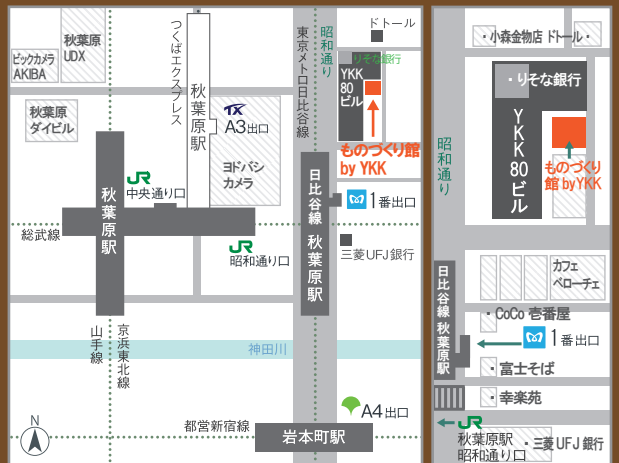 ビックカメラ
AKIBA
秋葉原
UDX
秋葉原
ダイビル
つくばエクスプレス
秋葉原駅
TX
A3出口
ヨドバシ
カメラ
東京メトロ日比谷線
昭和通り
ドトール
りそな銀行
YKK
80
ビル
ものづくり館
by YKK
JR
中央通り口
秋葉原駅
総武線
JR
昭和通り口
日比谷線 秋葉原駅
1番出口
三菱UFJ銀行
山手線
京浜東北線
神田川
N
都営新宿線
岩本町駅
A4出口
・小森金物店 ドトール・
・りそな銀行
YKK80ビル
昭和通り
ものづくり
館 by YKK
カフェ
ベローチェ
日比谷線 秋葉原駅
・CoCo 壱番屋
1番出口
・富士そば
・幸楽苑
JR
秋葉原駅
昭和通り口
・三菱UFJ 銀行